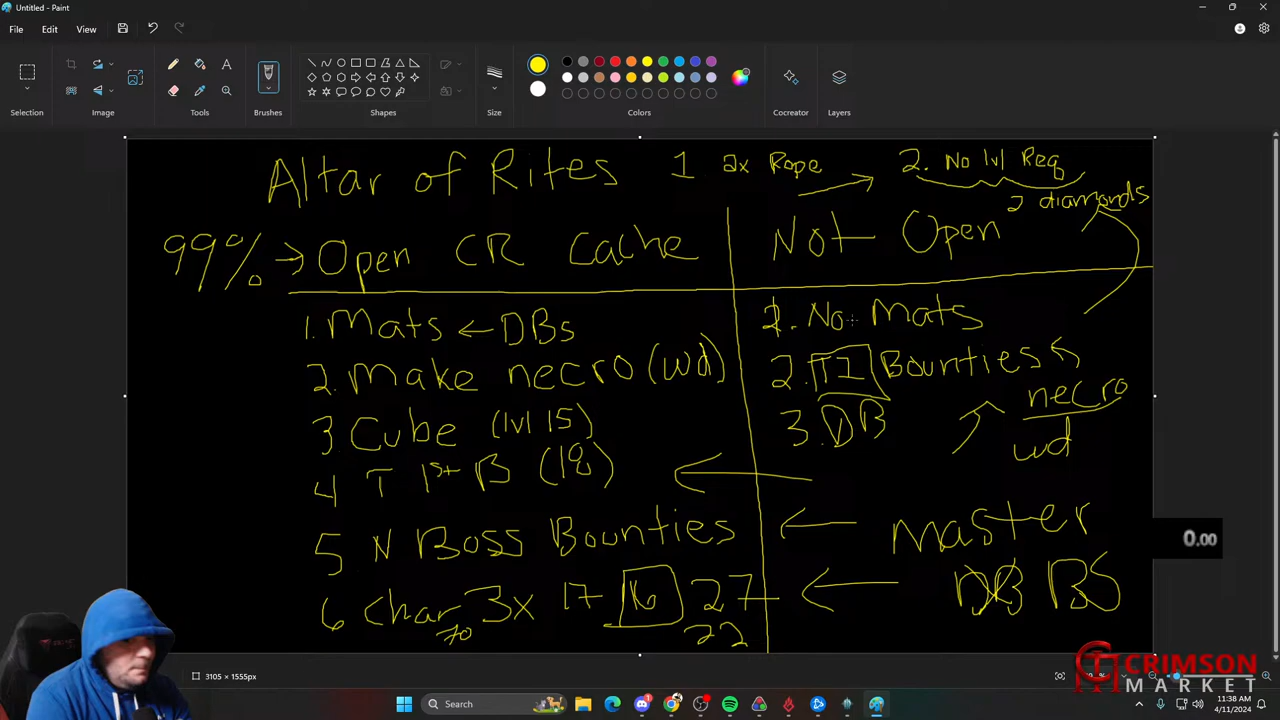 Untitled - Paint
File Edit View
Selection Image Tools Brushes Shapes Size Colors Cocreator Layers
Altar of Rites 1. 2x Rope → 2. No lvl Req
2 diamonds
99% → Open CR Cache Not Open
1. Mats ← DBs
2. Make necro (wd)
3. Cube (lvl 15)
4 T 1st B (18)
5 N Boss Bounties
6 Char 3x 17+ 16 27
70 22
1. No Mats
2. T1 Bounties
3. DB
necro
wd
← Master
← DB BS
0.00
CRIMSON
MARKET
3105 × 1555px
Search
11:38 AM
4/11/2024